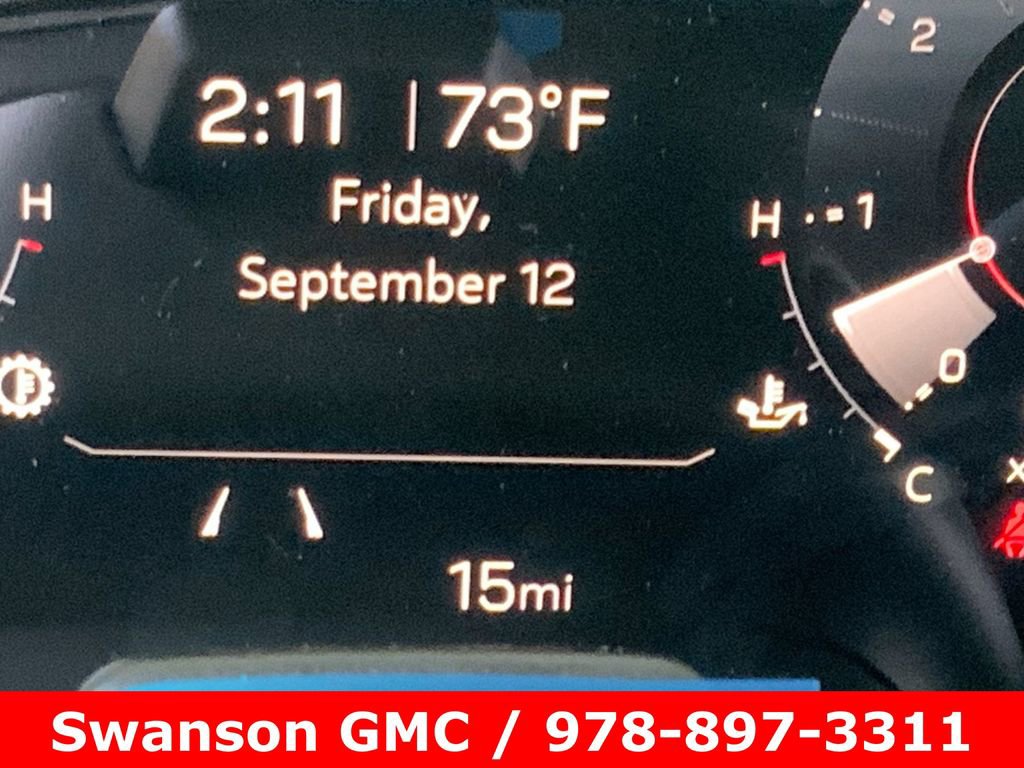 2
2:11 | 73°F
H
Friday,
H
1
September 12
0
C
15mi
Swanson GMC / 978-897-3311